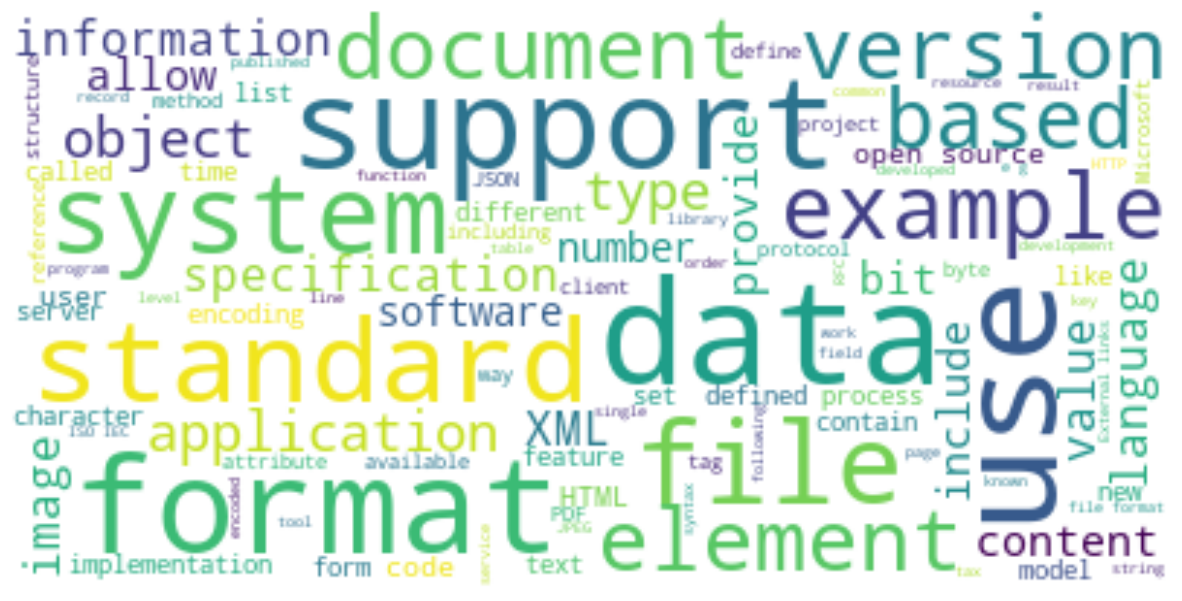 information
document
define
version
published
allow
structure
record
method
list
support
common
resource
result
based
Microsoft
object
provide
project
open source
HTTP
called
time
function
JSON
type
developed
e g
example
system
different
including
library
reference
table
number
order
protocol
development
program
specification
client
RFC
bit
byte
like
language
user
server
level
encoding
line
software
data
work
field
use
key
value
External links
standard
way
set
defined
process
include
character
ISO IEC
application
XML
single
following
contain
file
page
image
attribute
available
feature
tag
known
format
encoded
tool
HTML
PDF
JPEG
syntax
element
new
file format
content
implementation
form
code
service
text
tax
model
string